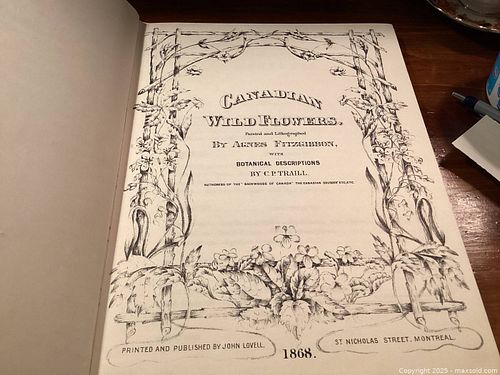 CANADIAN
WILD FLOWERS,
Painted and Lithographed
BY AGNES FITZGIBBON,
WITH
BOTANICAL DESCRIPTIONS
BY C. P. TRAILL.
AUTHORESS OF THE "BACKWOODS OF CANADA" THE CANADIAN CRUSOES" ETC. ETC.
PRINTED AND PUBLISHED BY JOHN LOVELL,
ST NICHOLAS STREET, MONTREAL.
1868.
Copyright 2025 - maxsold.com